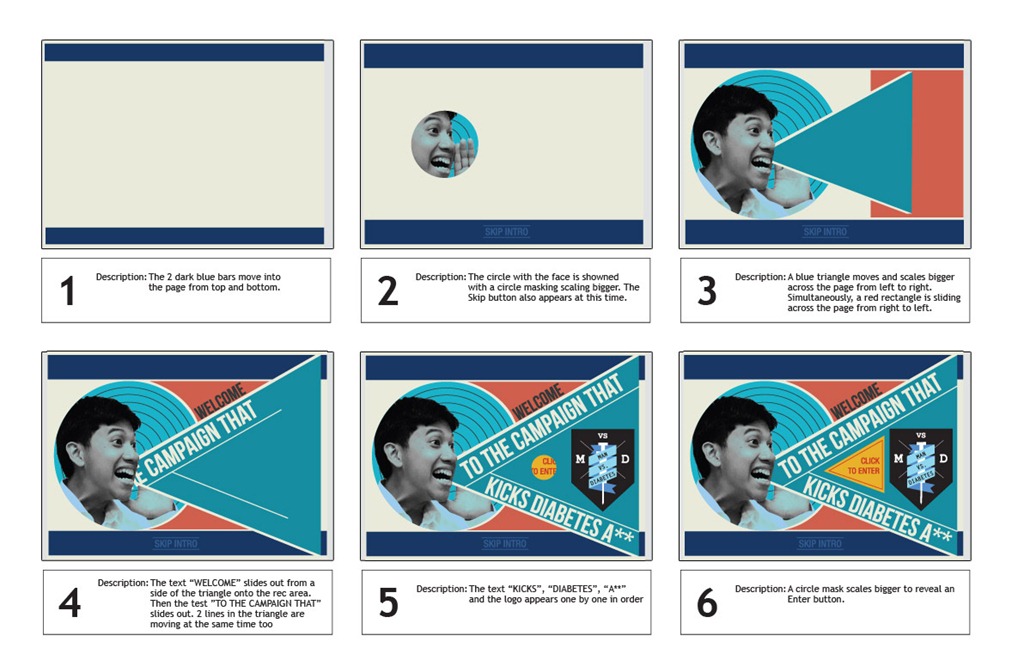 SKIP INTRO
SKIP INTRO
1
Description: The 2 dark blue bars move into
the page from top and bottom.
2
Description: The circle with the face is showned
with a circle masking scaling bigger. The
Skip button also appears at this time.
3
Description: A blue triangle moves and scales bigger
across the page from left to right.
Simultaneously, a red rectangle is sliding
across the page from right to left.
WELCOME
E CAMPAIGN THAT
SKIP INTRO
WELCOME
TO THE CAMPAIGN THAT
CLI
TO ENTE
VS
M D
MAN
VS.
DIABETES
KICKS DIABETES A**
SKIP INTRO
WELCOME
TO THE CAMPAIGN THAT
CLICK
TO ENTER
VS
M D
MAN
VS.
DIABETES
KICKS DIABETES A**
SKIP INTRO
4
Description: The text “WELCOME” slides out from a
side of the triangle onto the rec area.
Then the test ”TO THE CAMPAIGN THAT”
slides out. 2 lines in the triangle are
moving at the same time too
5
Description: The text “KICKS”, “DIABETES”, “A**”
and the logo appears one by one in order
6
Description: A circle mask scales bigger to reveal an
Enter button.